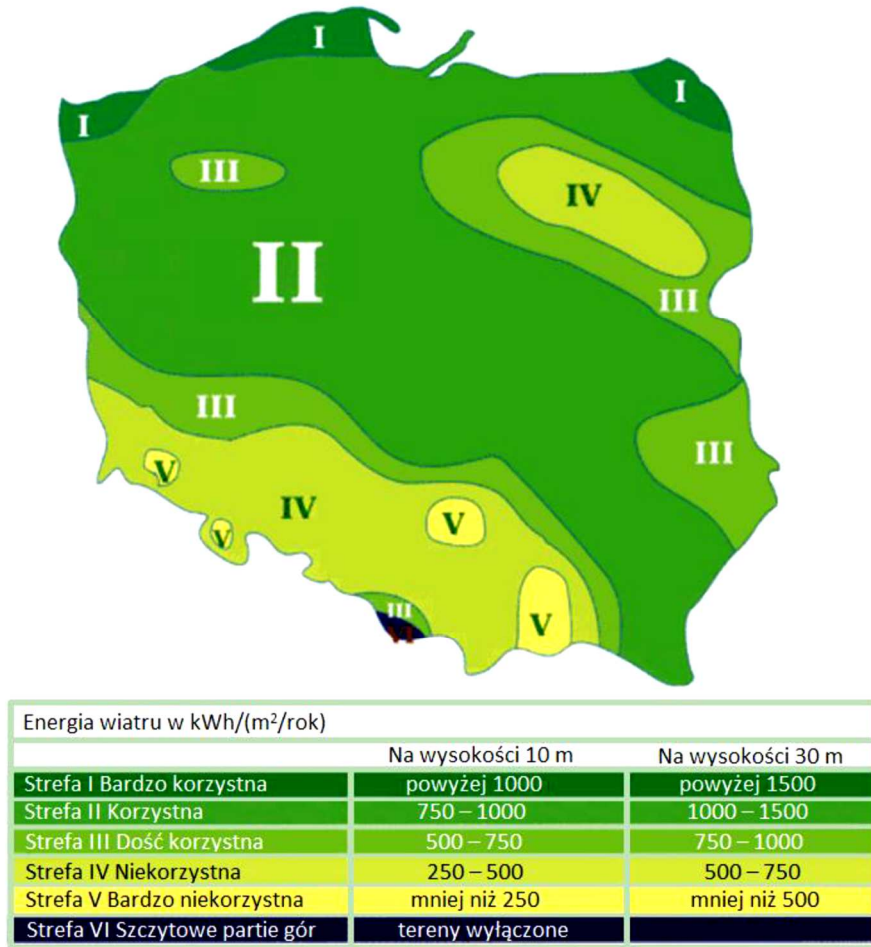 I
I
I
III
IV
II
III
III
III
V
IV
V
V
III
VI
V
Energia wiatru w kWh/(m²/rok)
Na wysokości 10 m Na wysokości 30 m
Strefa I Bardzo korzystna powyżej 1000 powyżej 1500
Strefa II Korzystna 750 – 1000 1000 – 1500
Strefa III Dość korzystna 500 – 750 750 – 1000
Strefa IV Niekorzystna 250 – 500 500 – 750
Strefa V Bardzo niekorzystna mniej niż 250 mniej niż 500
Strefa VI Szczytowe partie gór tereny wyłączone